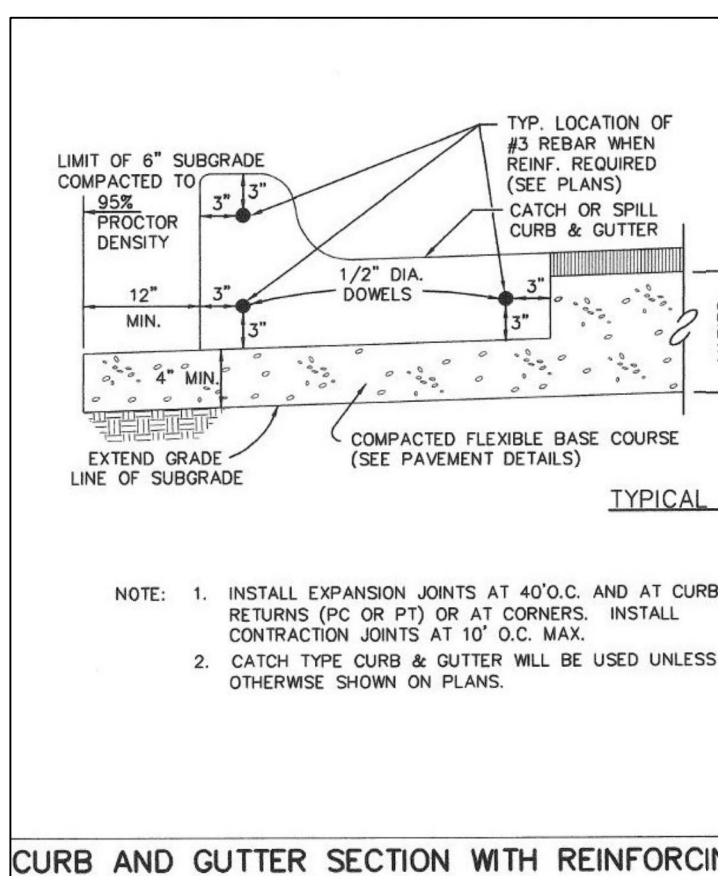 TYP. LOCATION OF
#3 REBAR WHEN
REINF. REQUIRED
(SEE PLANS)
LIMIT OF 6" SUBGRADE
COMPACTED TO
95%
PROCTOR
DENSITY
3"
3"
CATCH OR SPILL
CURB & GUTTER
1/2" DIA.
DOWELS
12"
MIN.
3"
3"
3"
3"
4" MIN.
COMPACTED FLEXIBLE BASE COURSE
(SEE PAVEMENT DETAILS)
EXTEND GRADE
LINE OF SUBGRADE
TYPICAL
NOTE: 1. INSTALL EXPANSION JOINTS AT 40'O.C. AND AT CURB
RETURNS (PC OR PT) OR AT CORNERS. INSTALL
CONTRACTION JOINTS AT 10' O.C. MAX.
2. CATCH TYPE CURB & GUTTER WILL BE USED UNLESS
OTHERWISE SHOWN ON PLANS.
CURB AND GUTTER SECTION WITH REINFORCIN